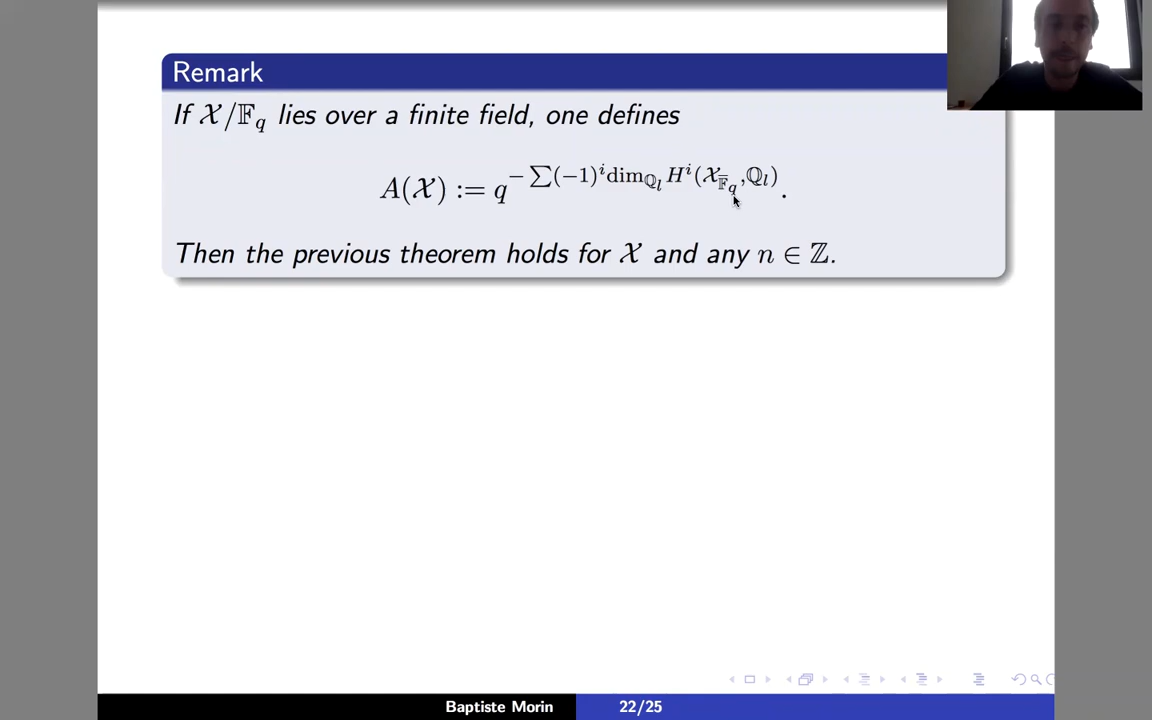 Remark
If 𝒳/𝔽_q lies over a finite field, one defines
A(𝒳) := q^{−∑(−1)^i dim_{ℚ_l} H^i(𝒳_{\overline{𝔽}_q}, ℚ_l)}.
Then the previous theorem holds for 𝒳 and any n ∈ ℤ.
Baptiste Morin 22/25